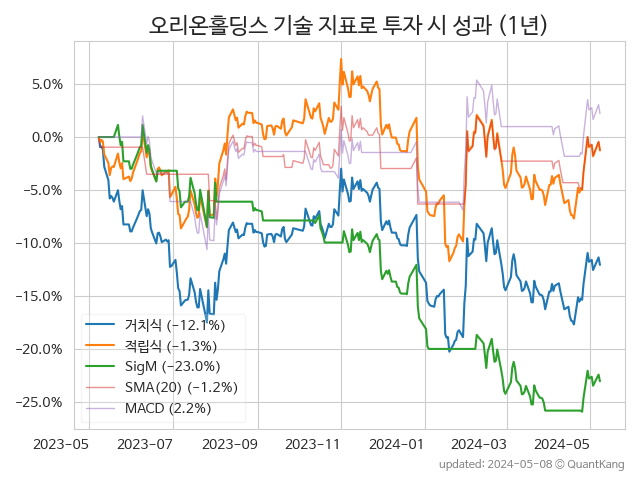 오리온홀딩스 기술 지표로 투자 시 성과 (1년)
5.0%
0.0%
−5.0%
−10.0%
−15.0%
−20.0%
−25.0%
거치식 (−12.1%)
적립식 (−1.3%)
SigM (−23.0%)
SMA(20) (−1.2%)
MACD (2.2%)
2023-05 2023-07 2023-09 2023-11 2024-01 2024-03 2024-05
updated: 2024-05-08 ⓒ QuantKang